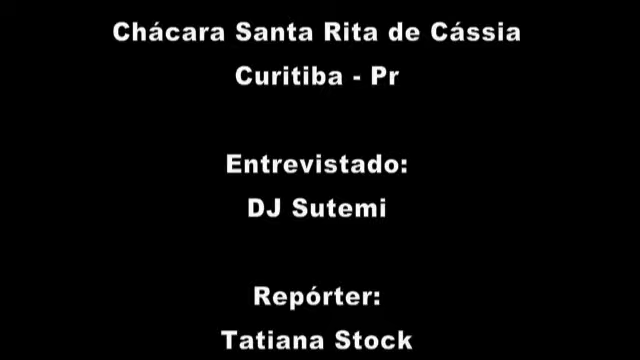 Chácara Santa Rita de Cássia
Curitiba - Pr
Entrevistado:
DJ Sutemi
Repórter:
Tatiana Stock